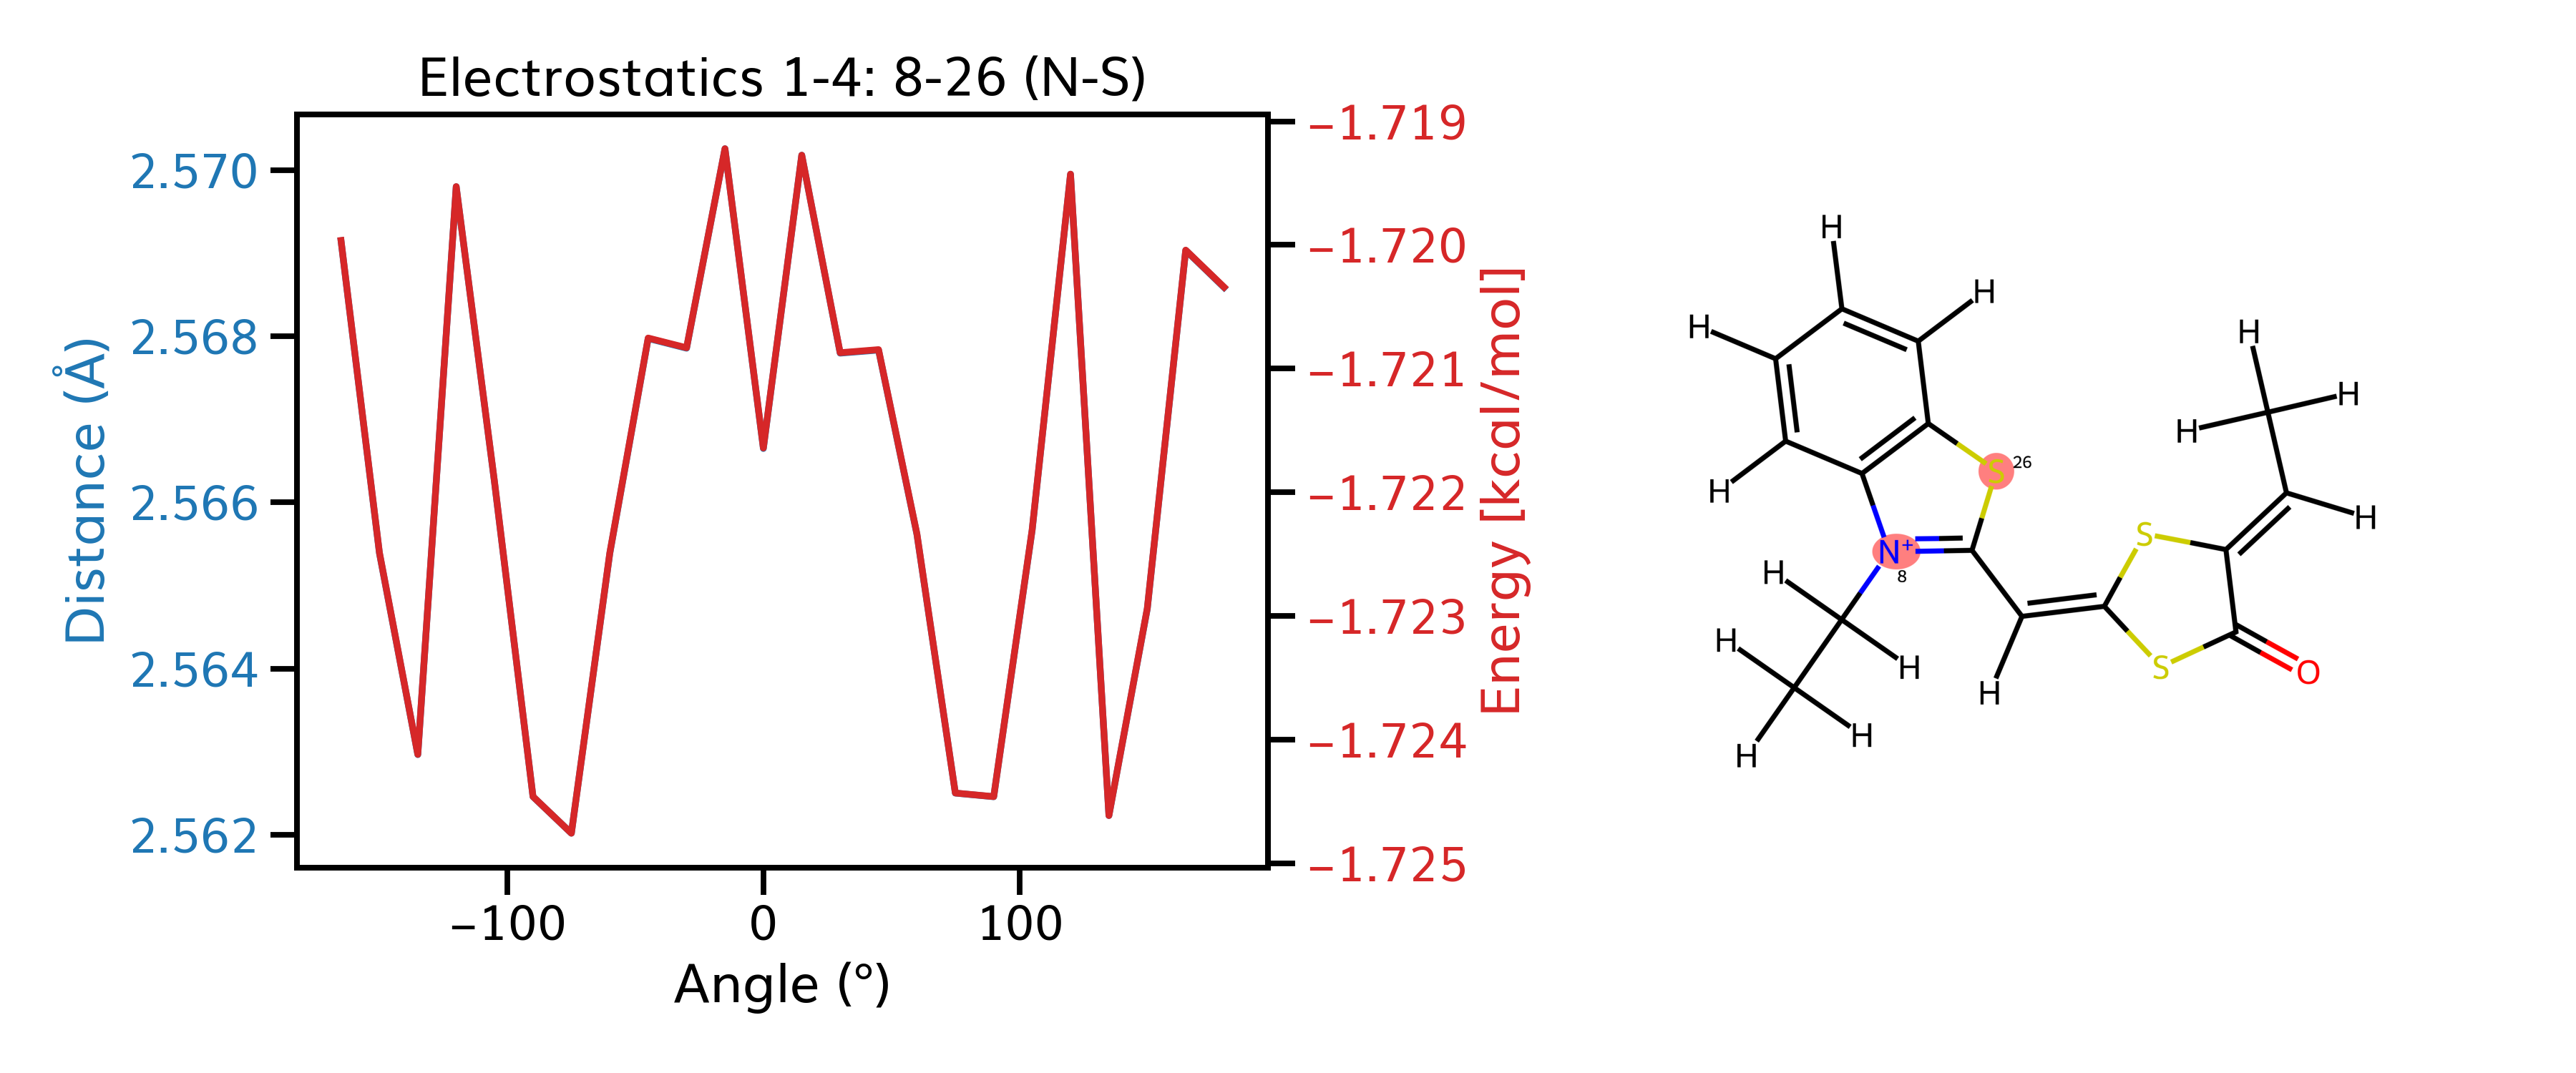 Electrostatics 1-4: 8-26 (N-S)
Distance (Å)
2.570
2.568
2.566
2.564
2.562
−1.719
−1.720
−1.721
−1.722
−1.723
−1.724
−1.725
Energy [kcal/mol]
−100
0
100
Angle (°)
H
H
H
H
H
H
H
S 26
H
H
S
N+
8
H
H
H
S
O
H
H
H